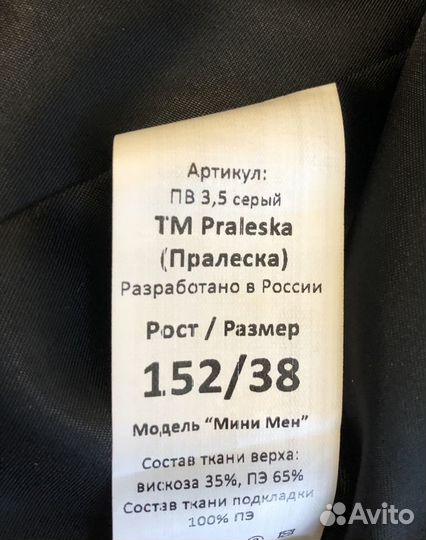 Артикул:
ПВ 3,5 серый
ТМ Praleska
(Пралеска)
Разработано в России
Рост / Размер
152/38
Модель "Мини Мен"
Состав ткани верха:
вискоза 35%, ПЭ 65%
Состав ткани подкладки
100% ПЭ
Avito